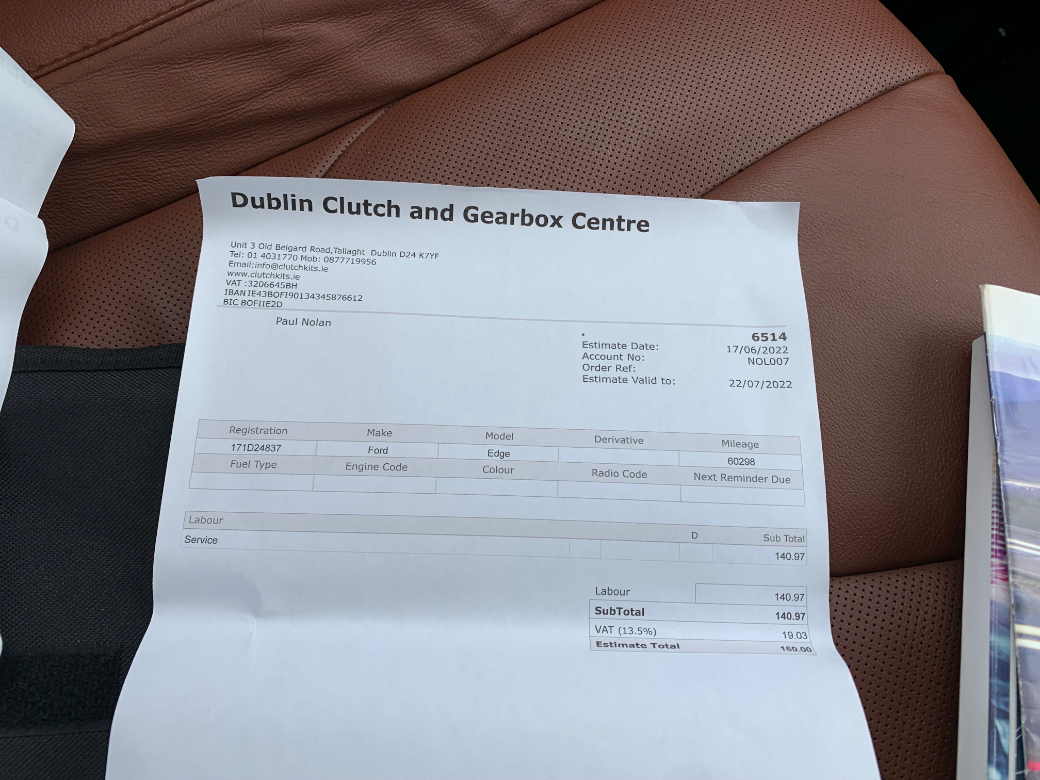 Dublin Clutch and Gearbox Centre
Unit 3 Old Belgard Road,Tallaght Dublin D24 K7YF
Tel: 01 4031770 Mob: 0877719956
Email:info@clutchkits.ie
www.clutchkits.ie
VAT :3206645BH
IBAN IE43BOFI90134345876612
BIC BOFIIE2D
Paul Nolan
6514
Estimate Date: 17/06/2022
Account No: NOL007
Order Ref:
Estimate Valid to: 22/07/2022
Registration Make Model Derivative Mileage
171D24837 Ford Edge 60298
Fuel Type Engine Code Colour Radio Code Next Reminder Due
Labour D Sub Total
Service 140.97
Labour 140.97
SubTotal 140.97
VAT (13.5%) 19.03
Estimate Total 160.00